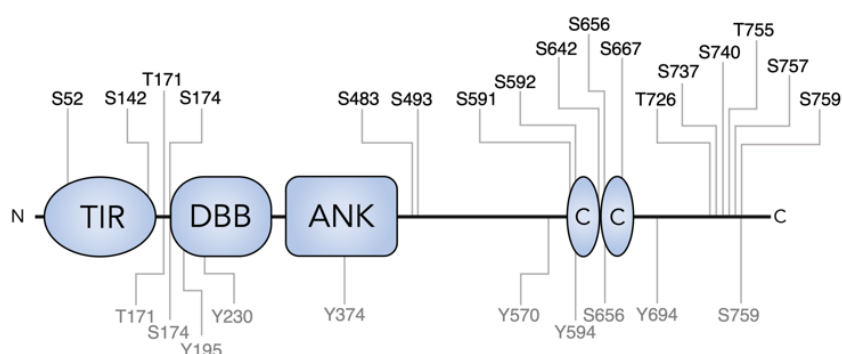 S656
T755
S642
S667
S740
T171
S592
S737
S757
S52
S142
S174
S483
S493
S591
T726
S759
N
TIR
DBB
ANK
C
C
C
T171
Y230
Y374
Y570
S656
Y694
S759
S174
Y594
Y195